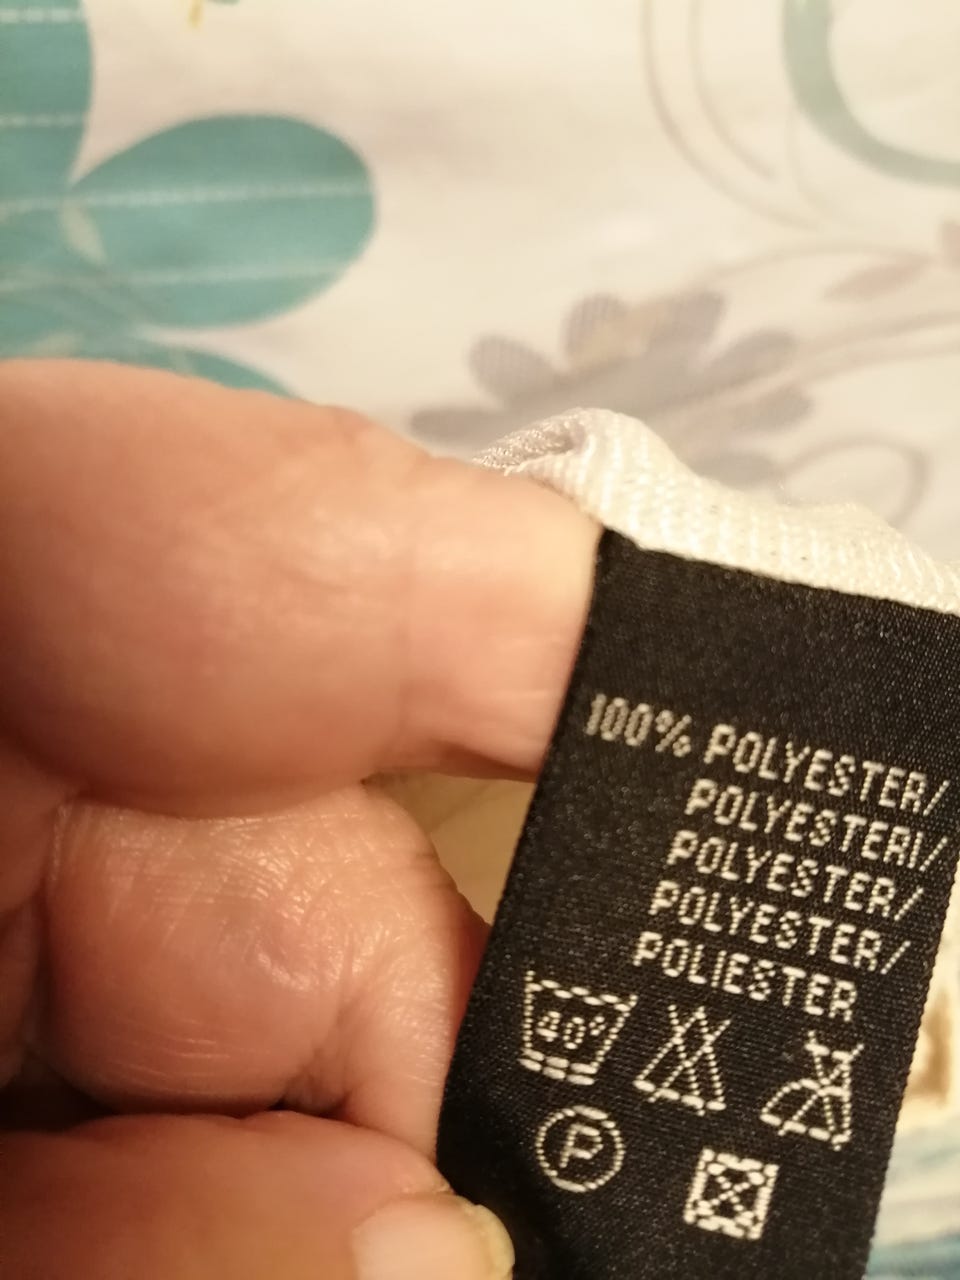 100% POLYESTER/
POLYESTERI/
POLYESTER/
POLYESTER/
POLIESTER
40°
P